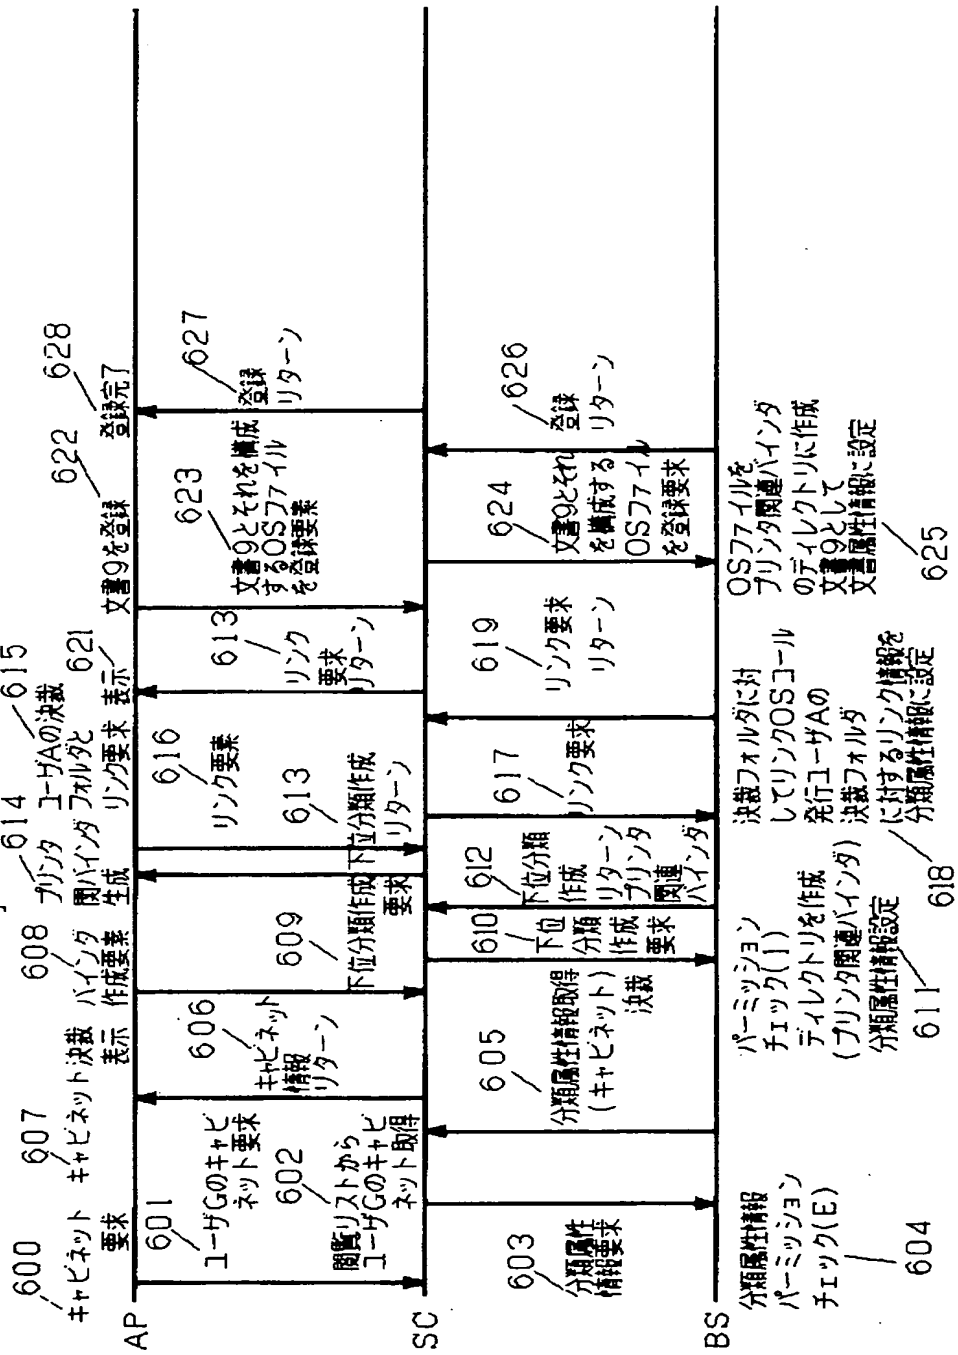 600
キャビネット
要求
607
キャビネット決裁
表示
608
バインダ
作成要素
614
プリンタ
関バインダ
生成
615
ユーザAの決裁
フォルダと
リンク要求
621
表示
622
文書9を登録
628
登録完了
AP
601
ユーザGのキャビ
ネット要求
602
閲覧リストから
ユーザGのキャビ
ネット取得
606
キャビネット
情報
リターン
609
下位分類作成
要求
613
下位分類作成
リターン
616
リンク要素
613
リンク
要求
リターン
623
文書9とそれを構成
するOSファイル
を登録要素
627
登録
リターン
SC
603
分類属性
情報要求
605
分類属性情報取得
(キャビネット)
決裁
610
下位
分類
作成
要求
612
下位分類
作成
リターン
プリンタ
関連
バインダ
617
リンク要求
619
リンク要求
リターン
624
文書9とそれ
を構成する
OSファイル
を登録要求
626
登録
リターン
BS
分類属性情報
パーミッション
チェック(E)
604
パーミッション
チェック(I)
ディレクトリを作成
(プリンタ関連バインダ)
分類属性情報設定
611
決裁フォルダに対
してリンクOSコール
発行ユーザAの
決裁フォルダ
に対するリンク情報を
分類属性情報に設定
618
OSファイルを
プリンタ関連バインダ
のディレクトリに作成
文書9として
文書属性情報に設定
625